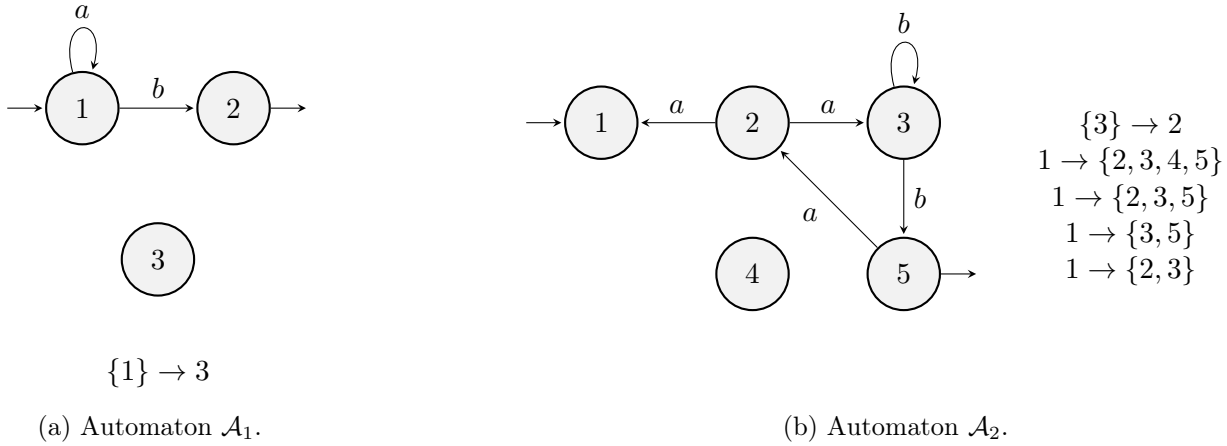 a
1
b
2
3
{1} → 3
(a) Automaton 𝒜₁.
b
1
a
2
a
3
a
b
4
5
{3} → 2
1 → {2, 3, 4, 5}
1 → {2, 3, 5}
1 → {3, 5}
1 → {2, 3}
(b) Automaton 𝒜₂.